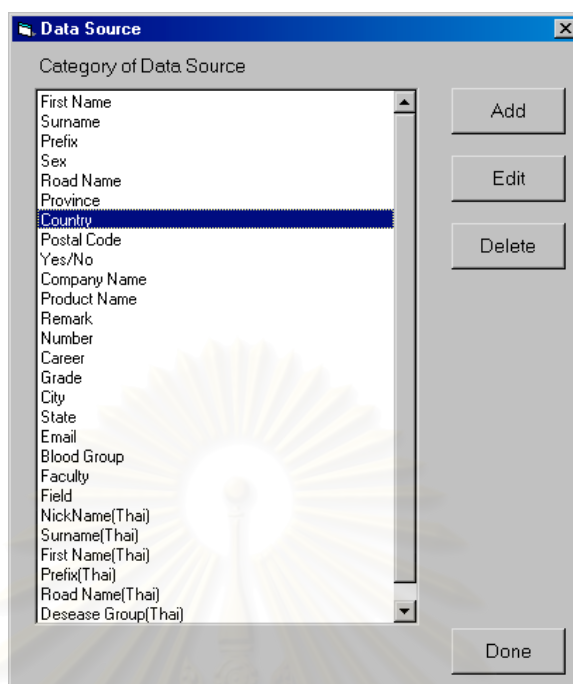 Data Source
Category of Data Source
First Name
Surname
Prefix
Sex
Road Name
Province
Country
Postal Code
Yes/No
Company Name
Product Name
Remark
Number
Career
Grade
City
State
Email
Blood Group
Faculty
Field
NickName(Thai)
Surname(Thai)
First Name(Thai)
Prefix(Thai)
Road Name(Thai)
Desease Group(Thai)
Add
Edit
Delete
Done